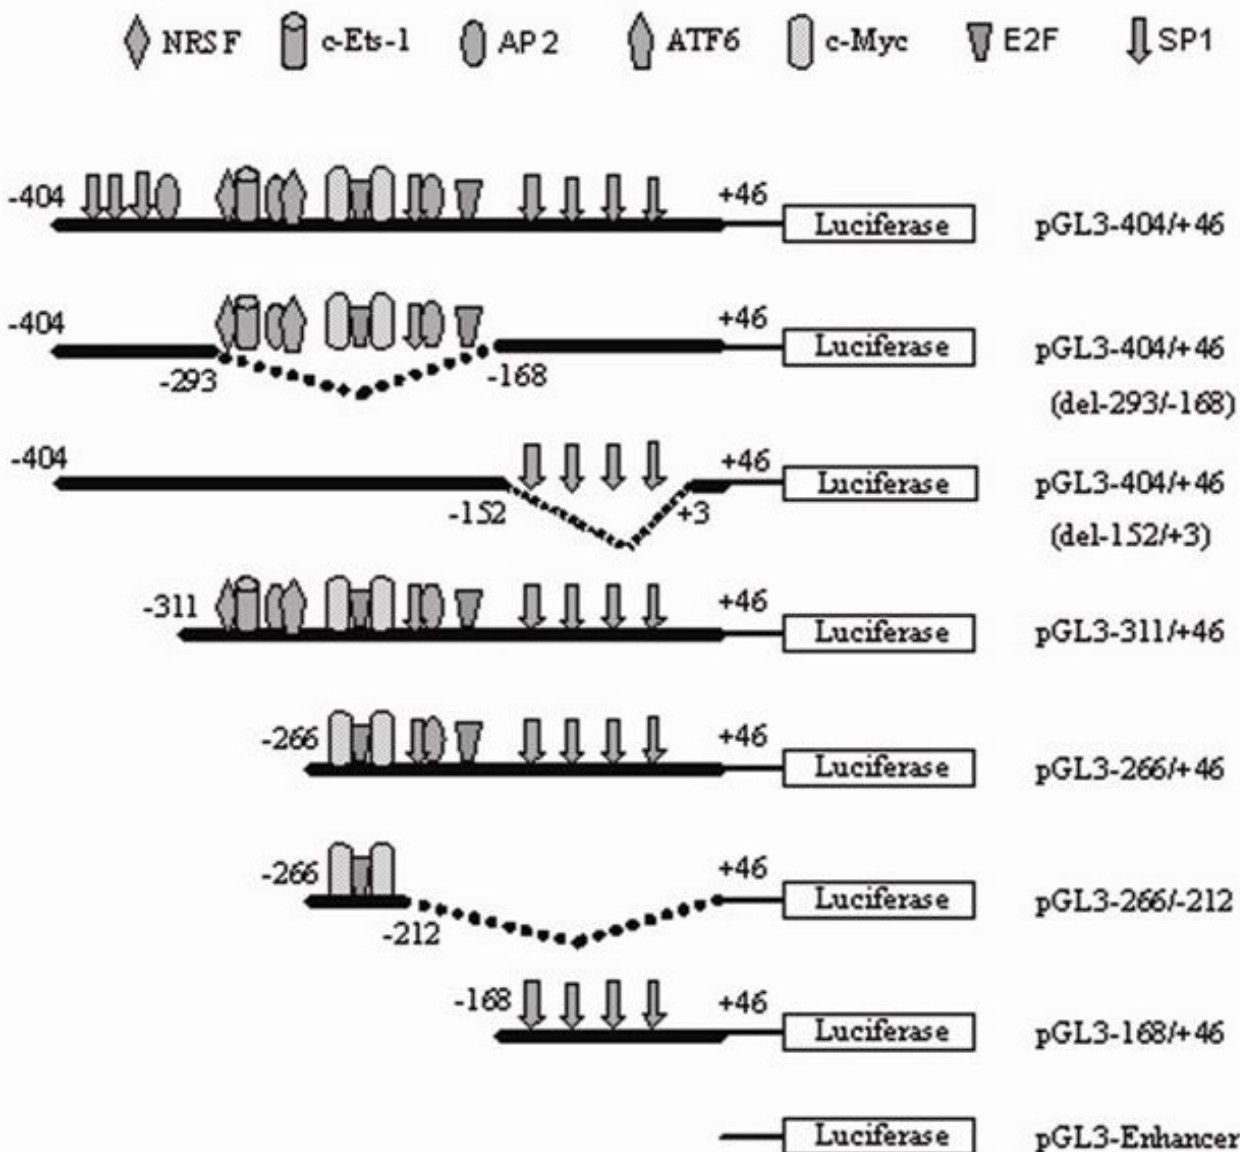 NRSF c-Ets-1 AP2 ATF6 c-Myc E2F SP1
-404 +46 Luciferase pGL3-404/+46
-404 +46 Luciferase pGL3-404/+46
-293 -168 (del-293/-168)
-404 +46 Luciferase pGL3-404/+46
-152 +3 (del-152/+3)
-311 +46 Luciferase pGL3-311/+46
-266 +46 Luciferase pGL3-266/+46
-266 +46 Luciferase pGL3-266/-212
-212
-168 +46 Luciferase pGL3-168/+46
Luciferase pGL3-Enhancer